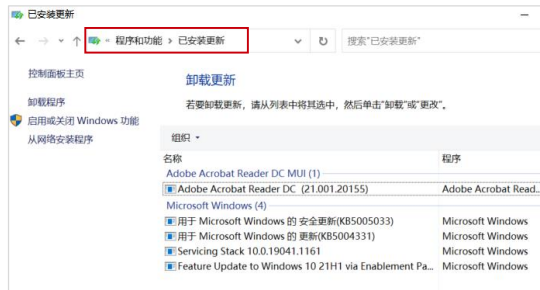 已安装更新
« 程序和功能 > 已安装更新
搜索"已安装更新"
控制面板主页
卸载更新
卸载程序
若要卸载更新，请从列表中将其选中，然后单击"卸载"或"更改"。
启用或关闭 Windows 功能
从网络安装程序
组织
名称 程序
Adobe Acrobat Reader DC MUI (1)
Adobe Acrobat Reader DC (21.001.20155) Adobe Acrobat Read...
Microsoft Windows (4)
用于 Microsoft Windows 的 安全更新(KB5005033) Microsoft Windows
用于 Microsoft Windows 的 更新(KB5004331) Microsoft Windows
Servicing Stack 10.0.19041.1161 Microsoft Windows
Feature Update to Windows 10 21H1 via Enablement Pa... Microsoft Windows